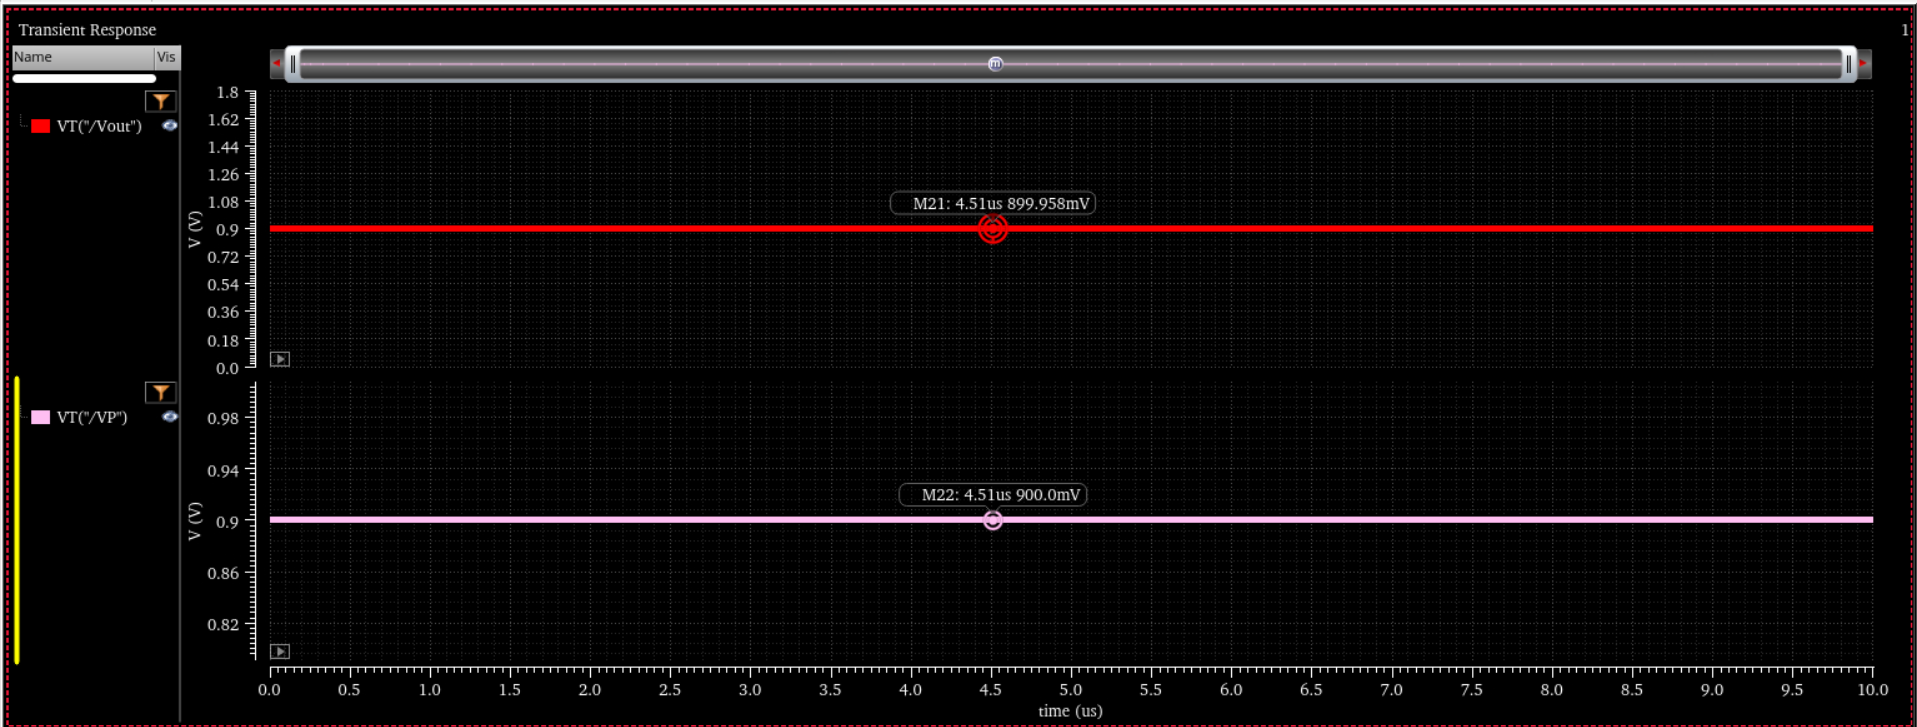 Transient Response
1
Name Vis
VT("/Vout")
VT("/VP")
1.8
1.62
1.44
1.26
1.08
0.9
0.72
0.54
0.36
0.18
0.0
V (V)
M21: 4.51us 899.958mV
0.98
0.94
0.9
0.86
0.82
V (V)
M22: 4.51us 900.0mV
0.0 0.5 1.0 1.5 2.0 2.5 3.0 3.5 4.0 4.5 5.0 5.5 6.0 6.5 7.0 7.5 8.0 8.5 9.0 9.5 10.0
time (us)
m